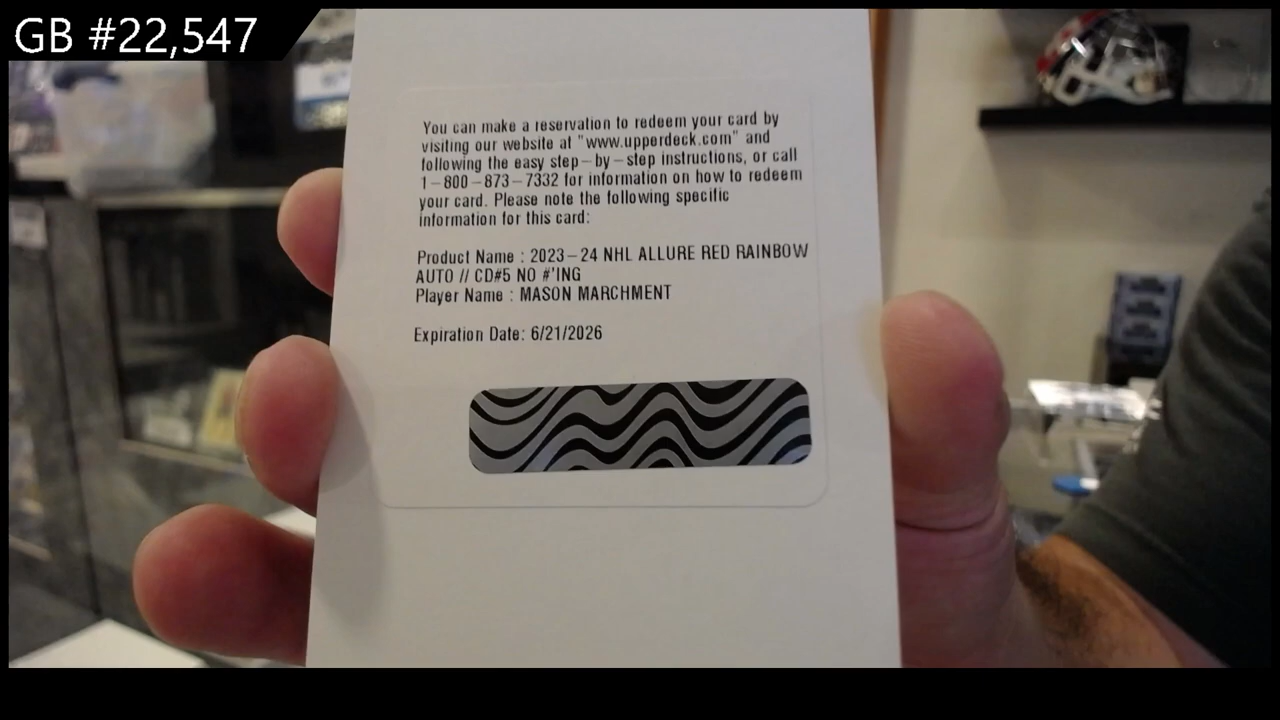 GB #22,547
You can make a reservation to redeem your card by
visiting our website at "www.upperdeck.com" and
following the easy step-by-step instructions, or call
1-800-873-7332 for information on how to redeem
your card. Please note the following specific
information for this card:
Product Name : 2023-24 NHL ALLURE RED RAINBOW
AUTO // CD#5 NO #'ING
Player Name : MASON MARCHMENT
Expiration Date: 6/21/2026